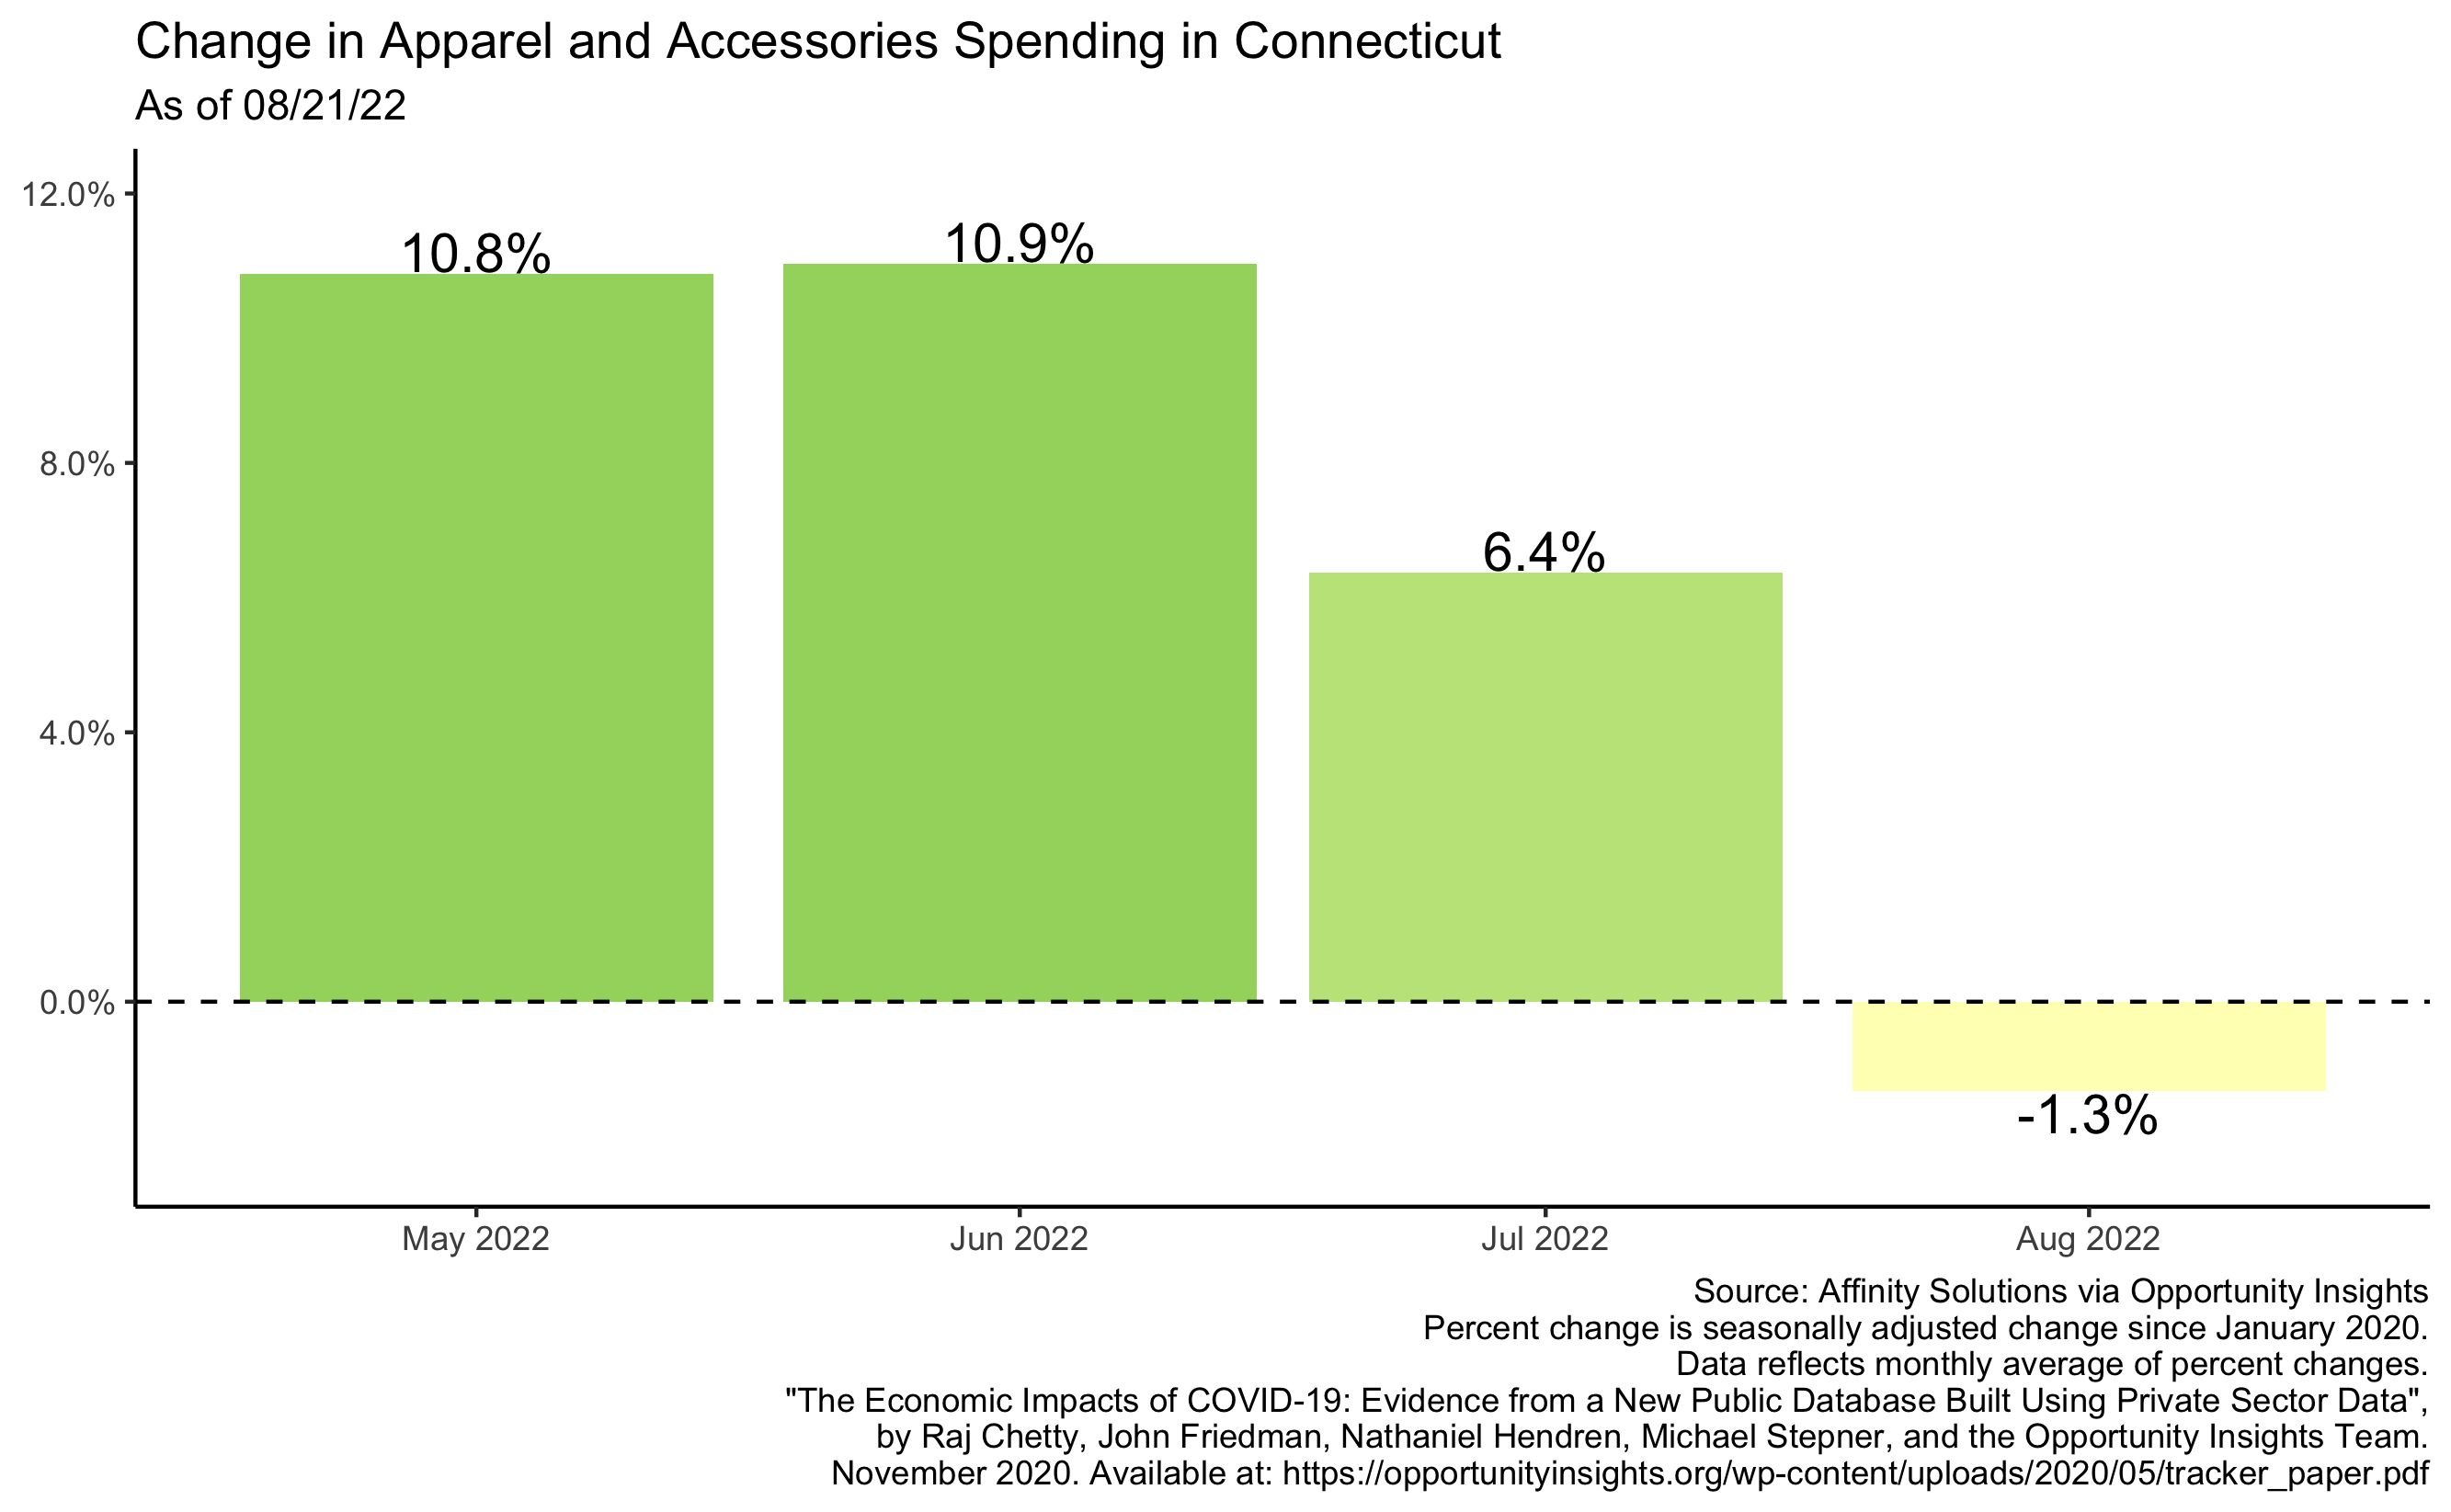 Change in Apparel and Accessories Spending in Connecticut
As of 08/21/22
12.0%
8.0%
4.0%
0.0%
10.8%
10.9%
6.4%
-1.3%
May 2022
Jun 2022
Jul 2022
Aug 2022
Source: Affinity Solutions via Opportunity Insights
Percent change is seasonally adjusted change since January 2020.
Data reflects monthly average of percent changes.
"The Economic Impacts of COVID-19: Evidence from a New Public Database Built Using Private Sector Data",
by Raj Chetty, John Friedman, Nathaniel Hendren, Michael Stepner, and the Opportunity Insights Team.
November 2020. Available at: https://opportunityinsights.org/wp-content/uploads/2020/05/tracker_paper.pdf